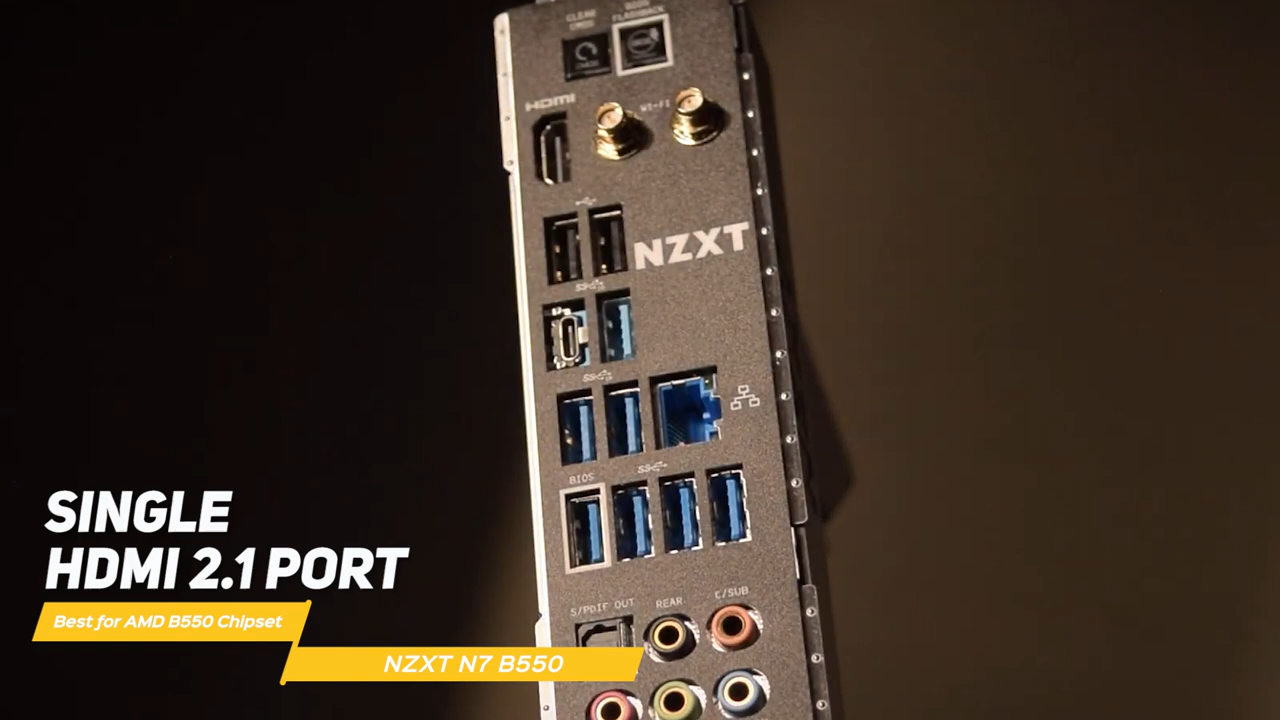 CLEAR
CMOS
BIOS
FLASHBACK
HDMI
WI-FI
NZXT
BIOS
S/PDIF OUT
REAR
C/SUB
SINGLE
HDMI 2.1 PORT
Best for AMD B550 Chipset
NZXT N7 B550